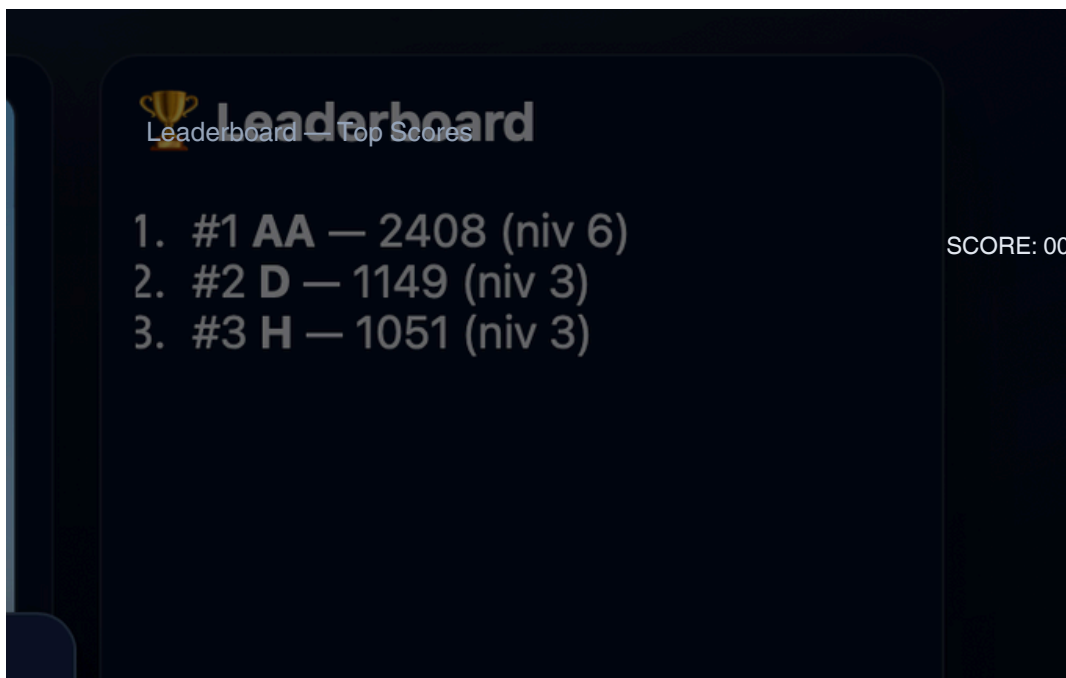 🏆 Leaderboard
Leaderboard — Top Scores
1. #1 AA — 2408 (niv 6)
SCORE: 00
2. #2 D — 1149 (niv 3)
3. #3 H — 1051 (niv 3)